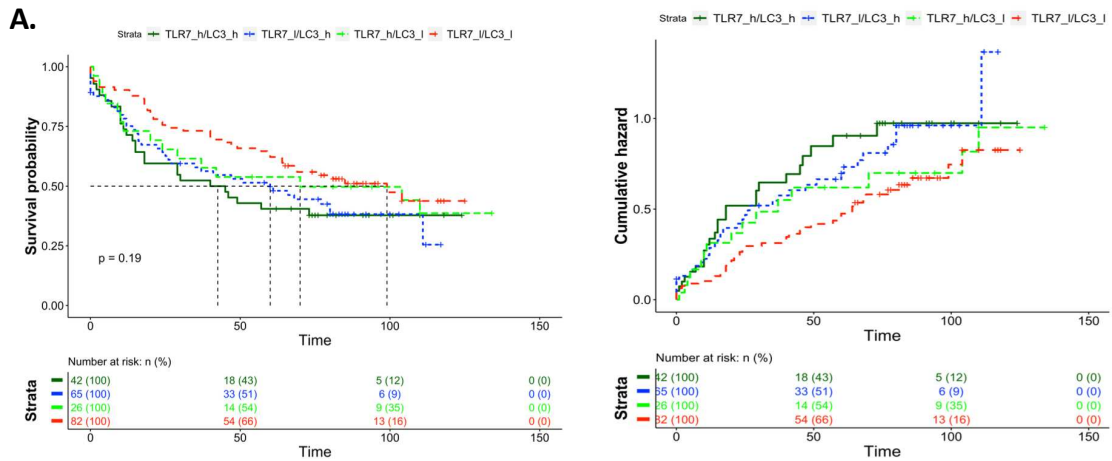 A.
Strata TLR7_h/LC3_h TLR7_l/LC3_h TLR7_h/LC3_l TLR7_l/LC3_l
Survival probability
1.00
0.75
0.50
0.25
0.00
p = 0.19
0 50 100 150
Time
Number at risk: n (%)
Strata
42 (100) 18 (43) 5 (12) 0 (0)
65 (100) 33 (51) 6 (9) 0 (0)
26 (100) 14 (54) 9 (35) 0 (0)
82 (100) 54 (66) 13 (16) 0 (0)
0 50 100 150
Time
Strata TLR7_h/LC3_h TLR7_l/LC3_h TLR7_h/LC3_l TLR7_l/LC3_l
Cumulative hazard
1.0
0.5
0.0
0 50 100 150
Time
Number at risk: n (%)
Strata
42 (100) 18 (43) 5 (12) 0 (0)
65 (100) 33 (51) 6 (9) 0 (0)
26 (100) 14 (54) 9 (35) 0 (0)
82 (100) 54 (66) 13 (16) 0 (0)
0 50 100 150
Time